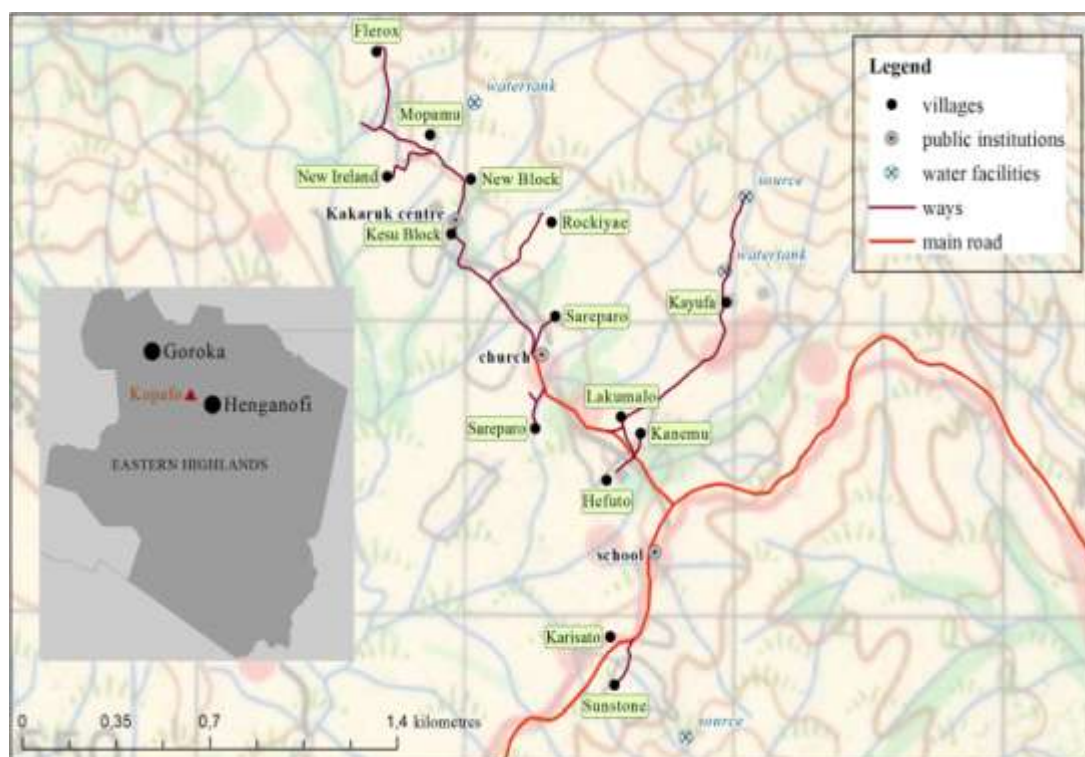 Flerox
watertank
Mopamu
New Ireland
New Block
Kakaruk centre
Kesu Block
Rockiyae
source
watertank
Kayufa
Sareparo
church
Lakumalo
Sareparo
Kanemu
Hefuto
school
Karisato
Sunstone
source
Legend
villages
public institutions
water facilities
ways
main road
Goroka
Kopafo
Henganofi
EASTERN HIGHLANDS
0 0,35 0,7 1,4 kilometres